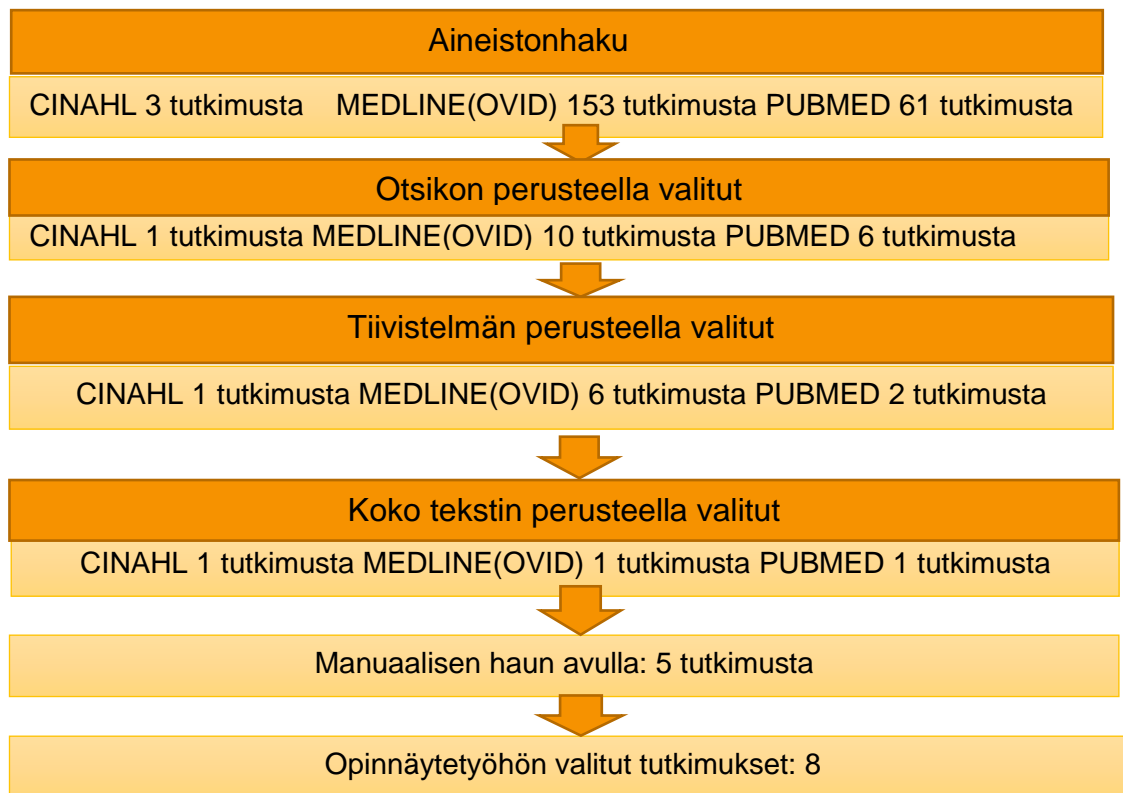 Aineistonhaku
CINAHL 3 tutkimusta MEDLINE(OVID) 153 tutkimusta PUBMED 61 tutkimusta
Otsikon perusteella valitut
CINAHL 1 tutkimusta MEDLINE(OVID) 10 tutkimusta PUBMED 6 tutkimusta
Tiivistelmän perusteella valitut
CINAHL 1 tutkimusta MEDLINE(OVID) 6 tutkimusta PUBMED 2 tutkimusta
Koko tekstin perusteella valitut
CINAHL 1 tutkimusta MEDLINE(OVID) 1 tutkimusta PUBMED 1 tutkimusta
Manuaalisen haun avulla: 5 tutkimusta
Opinnäytetyöhön valitut tutkimukset: 8